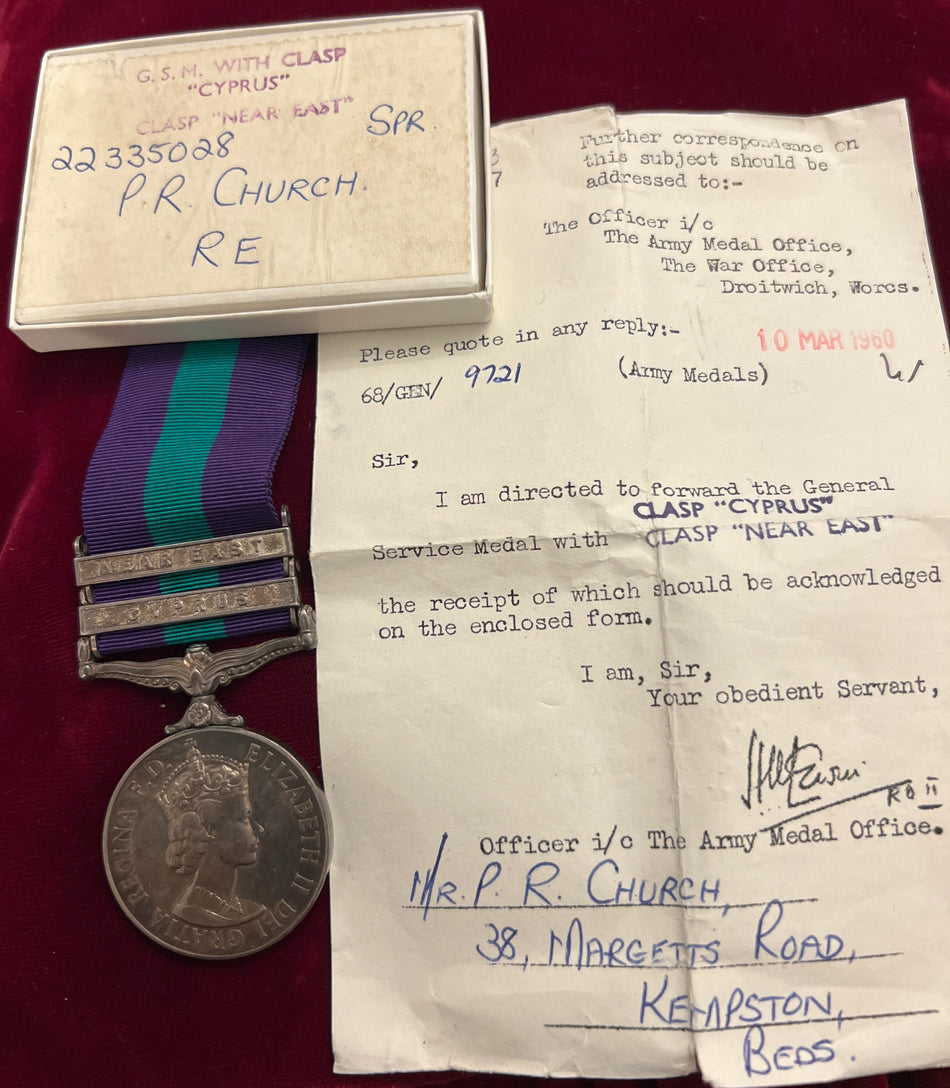 G. S. M. WITH CLASP
"CYPRUS"
CLASP "NEAR EAST"
SPR.
22335028
P.R. CHURCH.
RE
3
7
Further correspondence on
this subject should be
addressed to:-
The Officer i/c
The Army Medal Office,
The War Office,
Droitwich, Worcs.
Please quote in any reply:-
10 MAR 1960
68/GEN/ 9721 (Army Medals)
Sir,
I am directed to forward the General
CLASP "CYPRUS"
Service Medal with CLASP "NEAR EAST"
the receipt of which should be acknowledged
on the enclosed form.
I am, Sir,
Your obedient Servant,
RO II
Officer i/c The Army Medal Office.
Mr. P. R. CHURCH,
38, MARGETTS ROAD,
KEMPSTON,
BEDS.
NEAR EAST
CYPRUS
ELIZABETH II DEI GRATIA REGINA F.D.